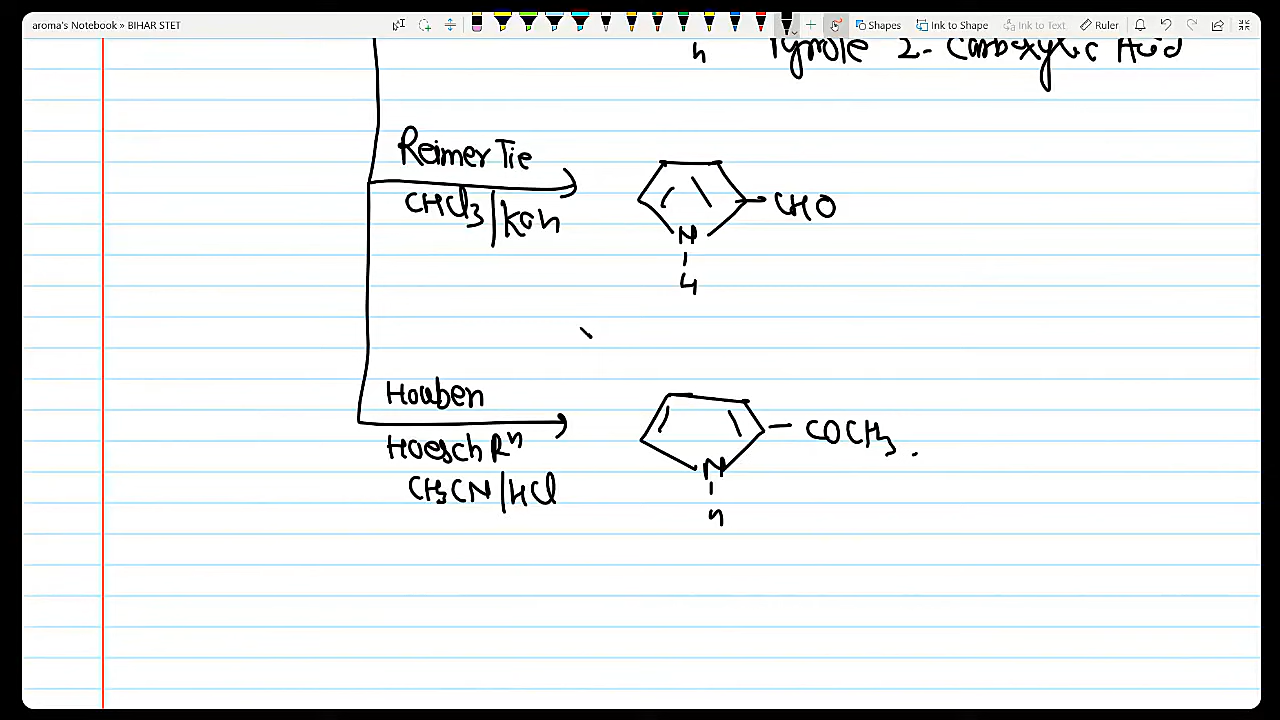 aroma's Notebook » BIHAR STET
Shapes
Ink to Shape
Ink to Text
Ruler
Pyrrole 2- Carboxylic Acid
H
Reimer Tie
CHCl3/KOH
CHO
N
H
Houben
Hoesch Rn
CH3CN/HCl
COCH3.
N
H